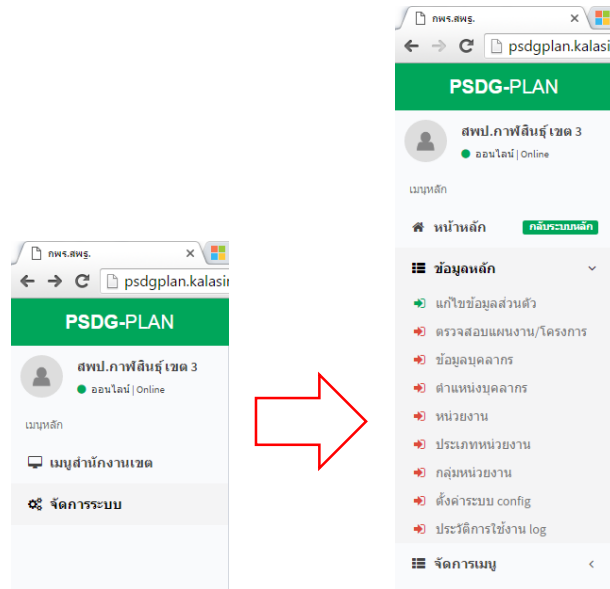 กพร.สพฐ.
psdgplan.kalasin
PSDG-PLAN
สพป.กาฬสินธุ์ เขต 3
ออนไลน์ | Online
เมนูหลัก
เมนูสำนักงานเขต
จัดการระบบ
กพร.สพฐ.
psdgplan.kalasi
PSDG-PLAN
สพป.กาฬสินธุ์ เขต 3
ออนไลน์ | Online
เมนูหลัก
หน้าหลัก กลับระบบหลัก
ข้อมูลหลัก
แก้ไขข้อมูลส่วนตัว
ตรวจสอบแผนงาน/โครงการ
ข้อมูลบุคลากร
ตำแหน่งบุคลากร
หน่วยงาน
ประเภทหน่วยงาน
กลุ่มหน่วยงาน
ตั้งค่าระบบ config
ประวัติการใช้งาน log
จัดการเมนู